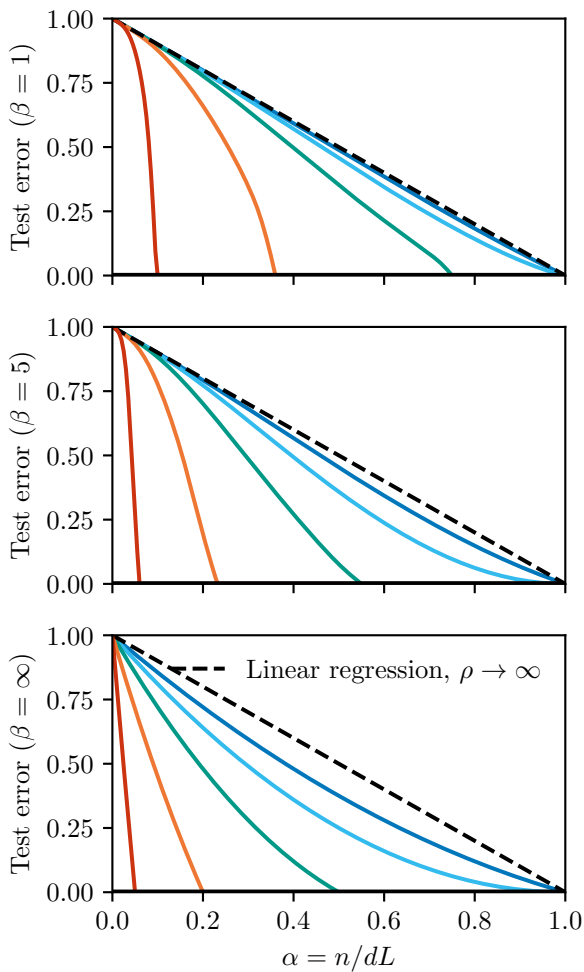 1.00
0.75
0.50
0.25
0.00
Test error (β = 1)
1.00
0.75
0.50
0.25
0.00
Test error (β = 5)
1.00
0.75
0.50
0.25
0.00
Test error (β = ∞)
Linear regression, ρ → ∞
0.0 0.2 0.4 0.6 0.8 1.0
α = n/dL